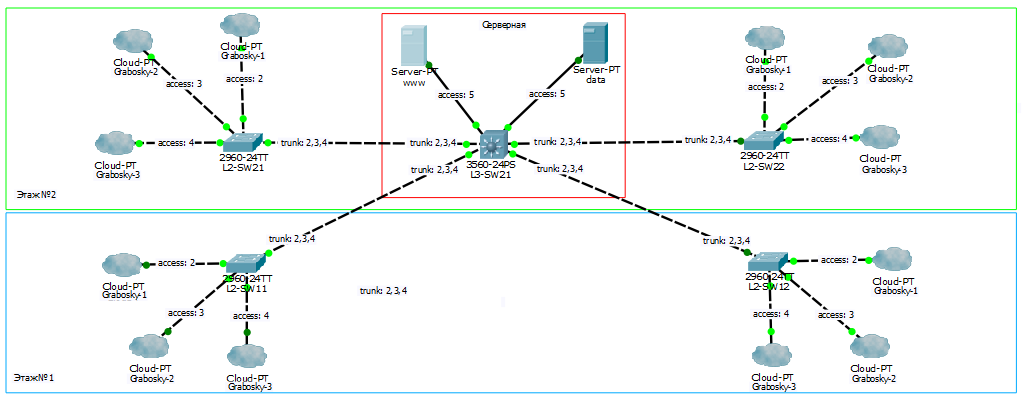 Серверная
Cloud-PT
Grabosky-2
Cloud-PT
Grabosky-1
access: 3
access: 2
Cloud-PT
Grabosky-3
access: 4
2960-24TT
L2-SW21
trunk: 2,3,4
trunk: 2,3,4
Server-PT
www
access: 5
Server-PT
data
access: 5
3560-24PS
L3-SW21
trunk: 2,3,4
trunk: 2,3,4
trunk: 2,3,4
trunk: 2,3,4
Cloud-PT
Grabosky-1
access: 2
Cloud-PT
Grabosky-2
access: 3
access: 4
Cloud-PT
Grabosky-3
2960-24TT
L2-SW22
Этаж№2
trunk: 2,3,4
trunk: 2,3,4
Cloud-PT
Grabosky-1
access: 2
2960-24TT
L2-SW11
access: 3
access: 4
Cloud-PT
Grabosky-2
Cloud-PT
Grabosky-3
trunk: 2,3,4
2960-24TT
L2-SW12
access: 2
Cloud-PT
Grabosky-1
access: 4
access: 3
Cloud-PT
Grabosky-3
Cloud-PT
Grabosky-2
Этаж№1